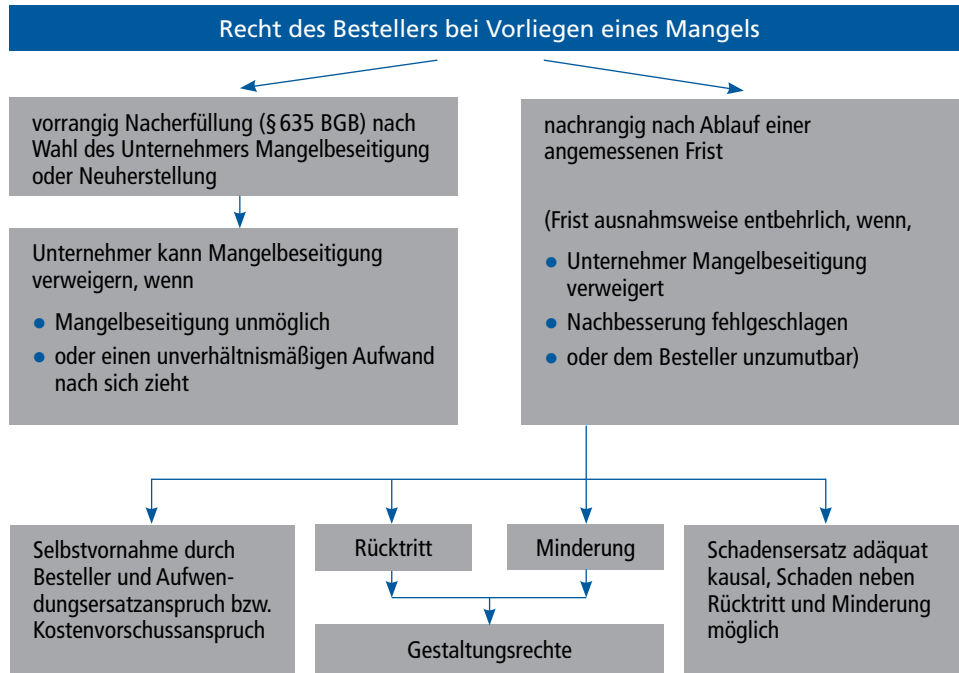 Recht des Bestellers bei Vorliegen eines Mangels
vorrangig Nacherfüllung (§ 635 BGB) nach
Wahl des Unternehmers Mangelbeseitigung
oder Neuherstellung
Unternehmer kann Mangelbeseitigung
verweigern, wenn
• Mangelbeseitigung unmöglich
• oder einen unverhältnismäßigen Aufwand
nach sich zieht
nachrangig nach Ablauf einer
angemessenen Frist
(Frist ausnahmsweise entbehrlich, wenn,
• Unternehmer Mangelbeseitigung
verweigert
• Nachbesserung fehlgeschlagen
• oder dem Besteller unzumutbar)
Selbstvornahme durch
Besteller und Aufwen-
dungsersatzanspruch bzw.
Kostenvorschussanspruch
Rücktritt
Minderung
Gestaltungsrechte
Schadensersatz adäquat
kausal, Schaden neben
Rücktritt und Minderung
möglich